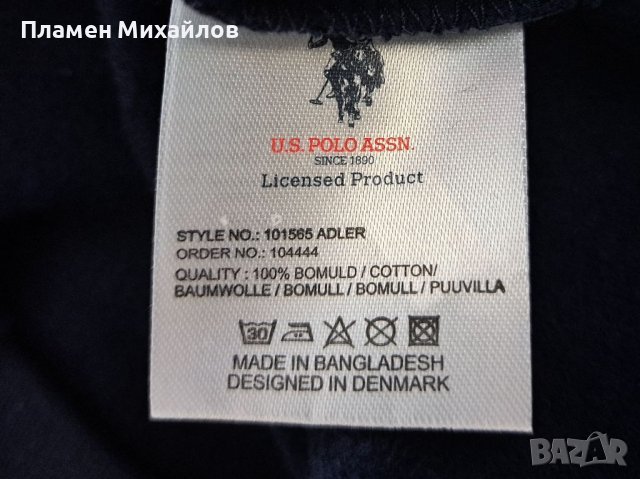 Пламен Михайлов
U.S. POLO ASSN.
SINCE 1890
Licensed Product
STYLE NO.: 101565 ADLER
ORDER NO.: 104444
QUALITY : 100% BOMULD / COTTON/
BAUMWOLLE / BOMULL / BOMULL / PUUVILLA
30
MADE IN BANGLADESH
DESIGNED IN DENMARK
BAZAR